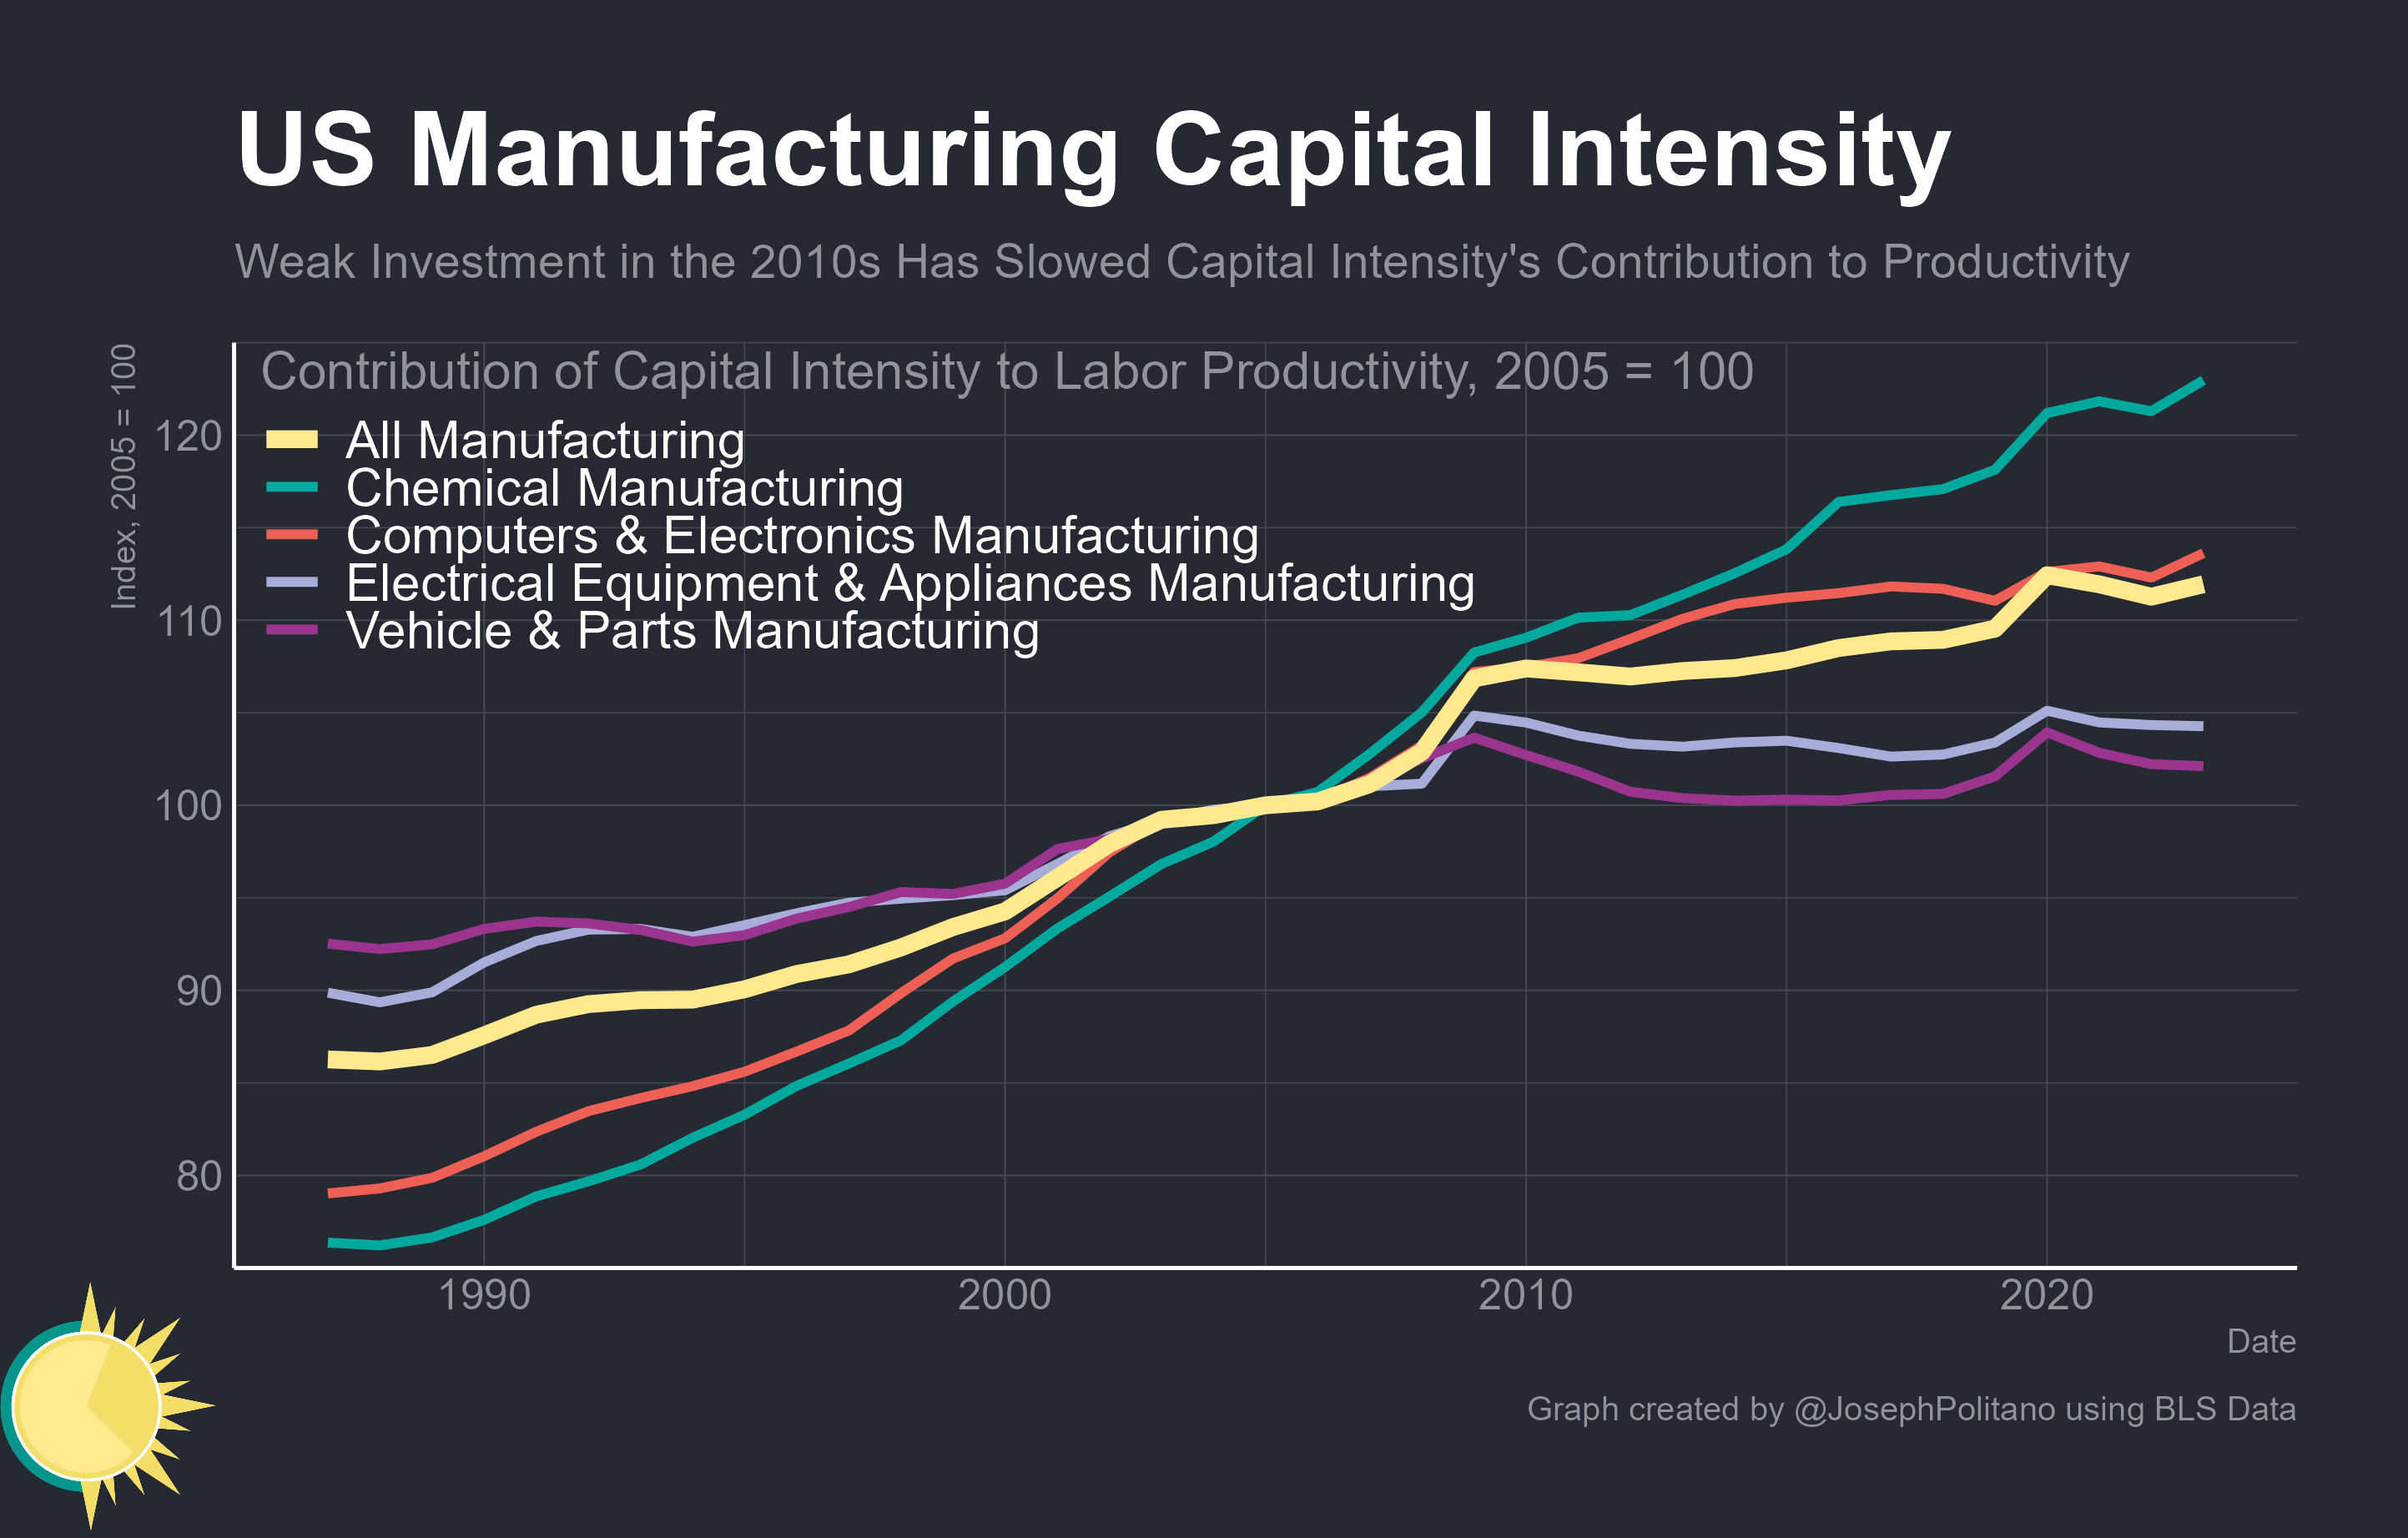 US Manufacturing Capital Intensity
Weak Investment in the 2010s Has Slowed Capital Intensity's Contribution to Productivity
Index, 2005 = 100
Contribution of Capital Intensity to Labor Productivity, 2005 = 100
All Manufacturing
Chemical Manufacturing
Computers & Electronics Manufacturing
Electrical Equipment & Appliances Manufacturing
Vehicle & Parts Manufacturing
120
110
100
90
80
1990 2000 2010 2020
Date
Graph created by @JosephPolitano using BLS Data